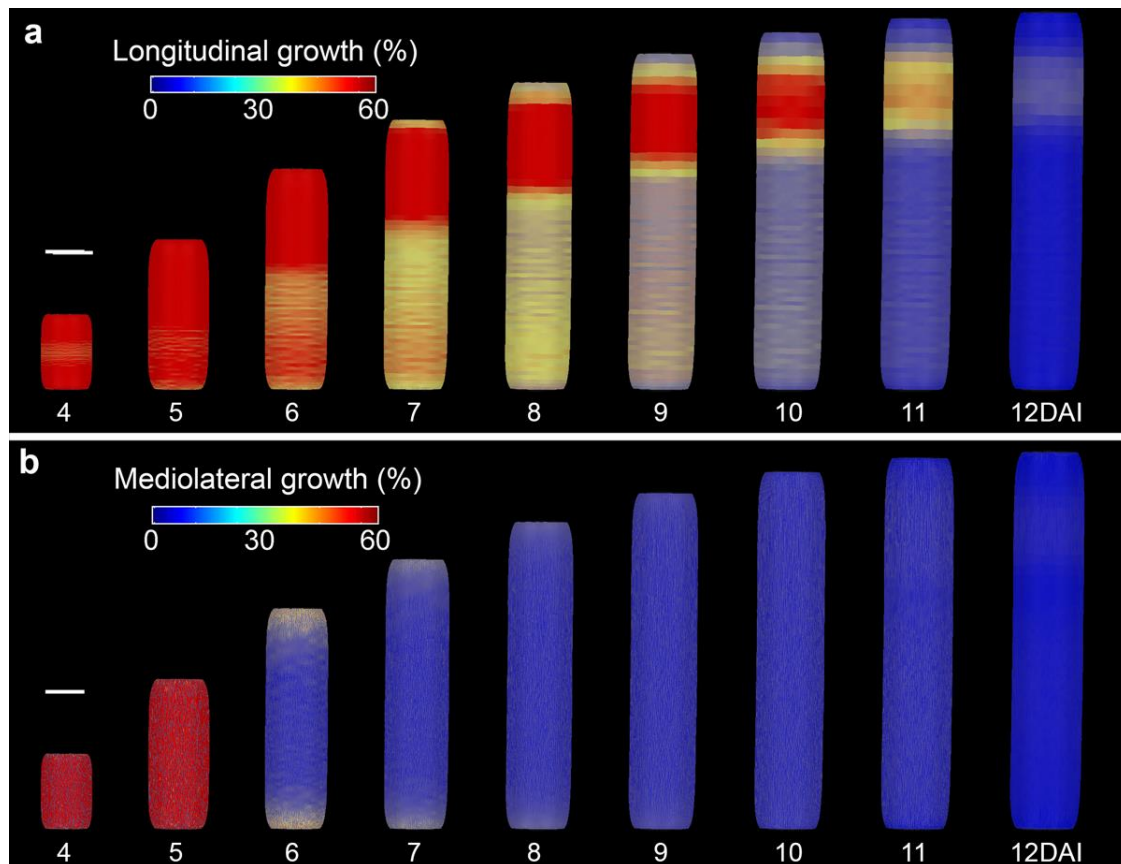 a
Longitudinal growth (%)
0 30 60
4 5 6 7 8 9 10 11 12DAI
b
Mediolateral growth (%)
0 30 60
4 5 6 7 8 9 10 11 12DAI